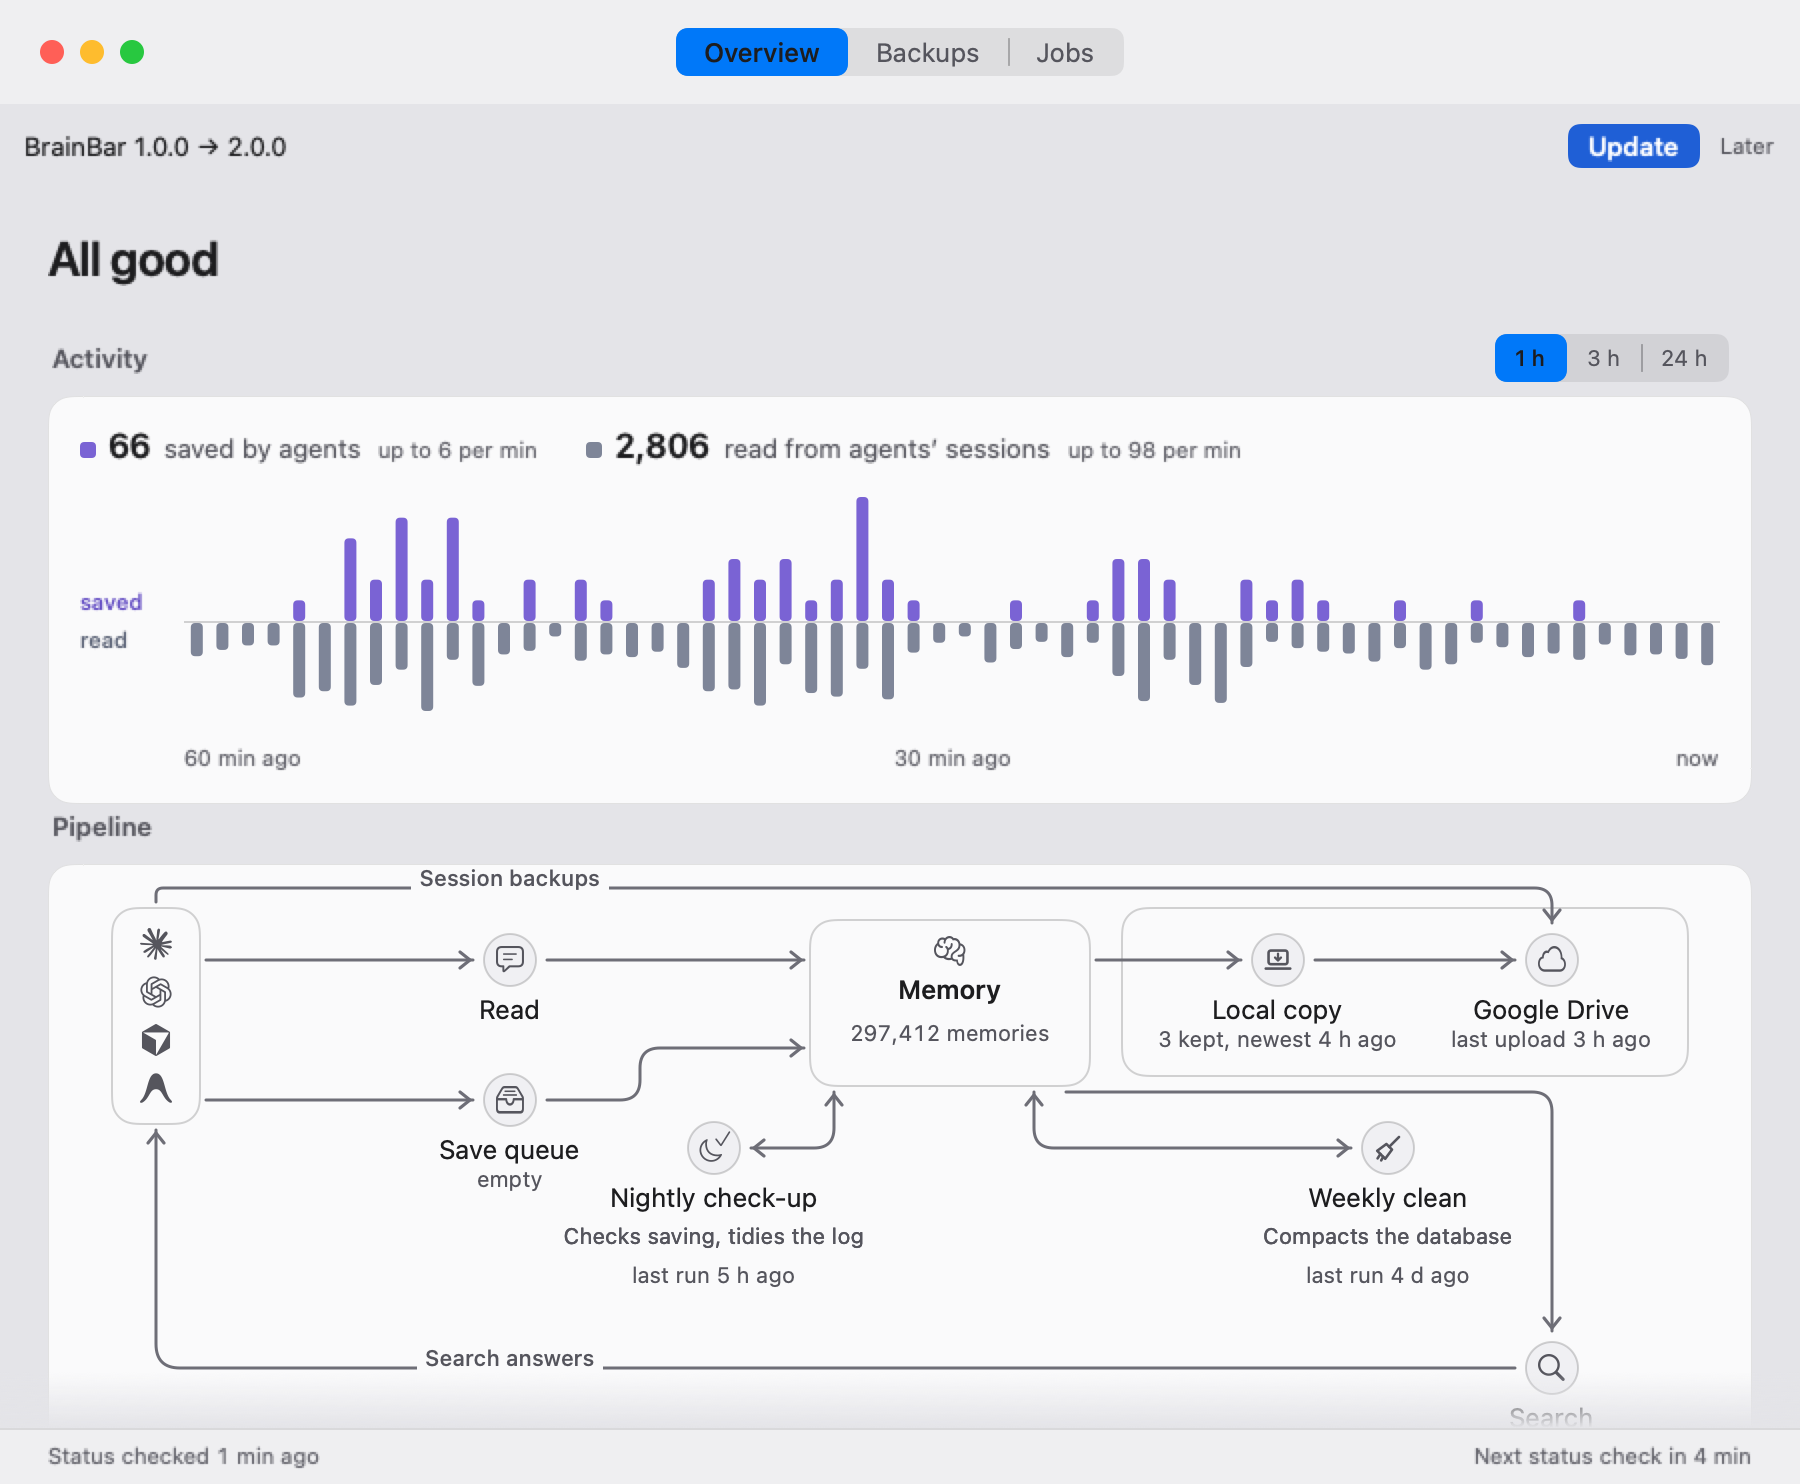 Overview Backups Jobs
BrainBar 1.0.0 → 2.0.0 Update Later
All good
Activity 1 h 3 h 24 h
66 saved by agents up to 6 per min 2,806 read from agents’ sessions up to 98 per min
saved
read
60 min ago 30 min ago now
Pipeline
Session backups
Read
Memory
297,412 memories
Local copy
3 kept, newest 4 h ago
Google Drive
last upload 3 h ago
Save queue
empty
Nightly check-up
Checks saving, tidies the log
last run 5 h ago
Weekly clean
Compacts the database
last run 4 d ago
Search answers
Search
Status checked 1 min ago Next status check in 4 min